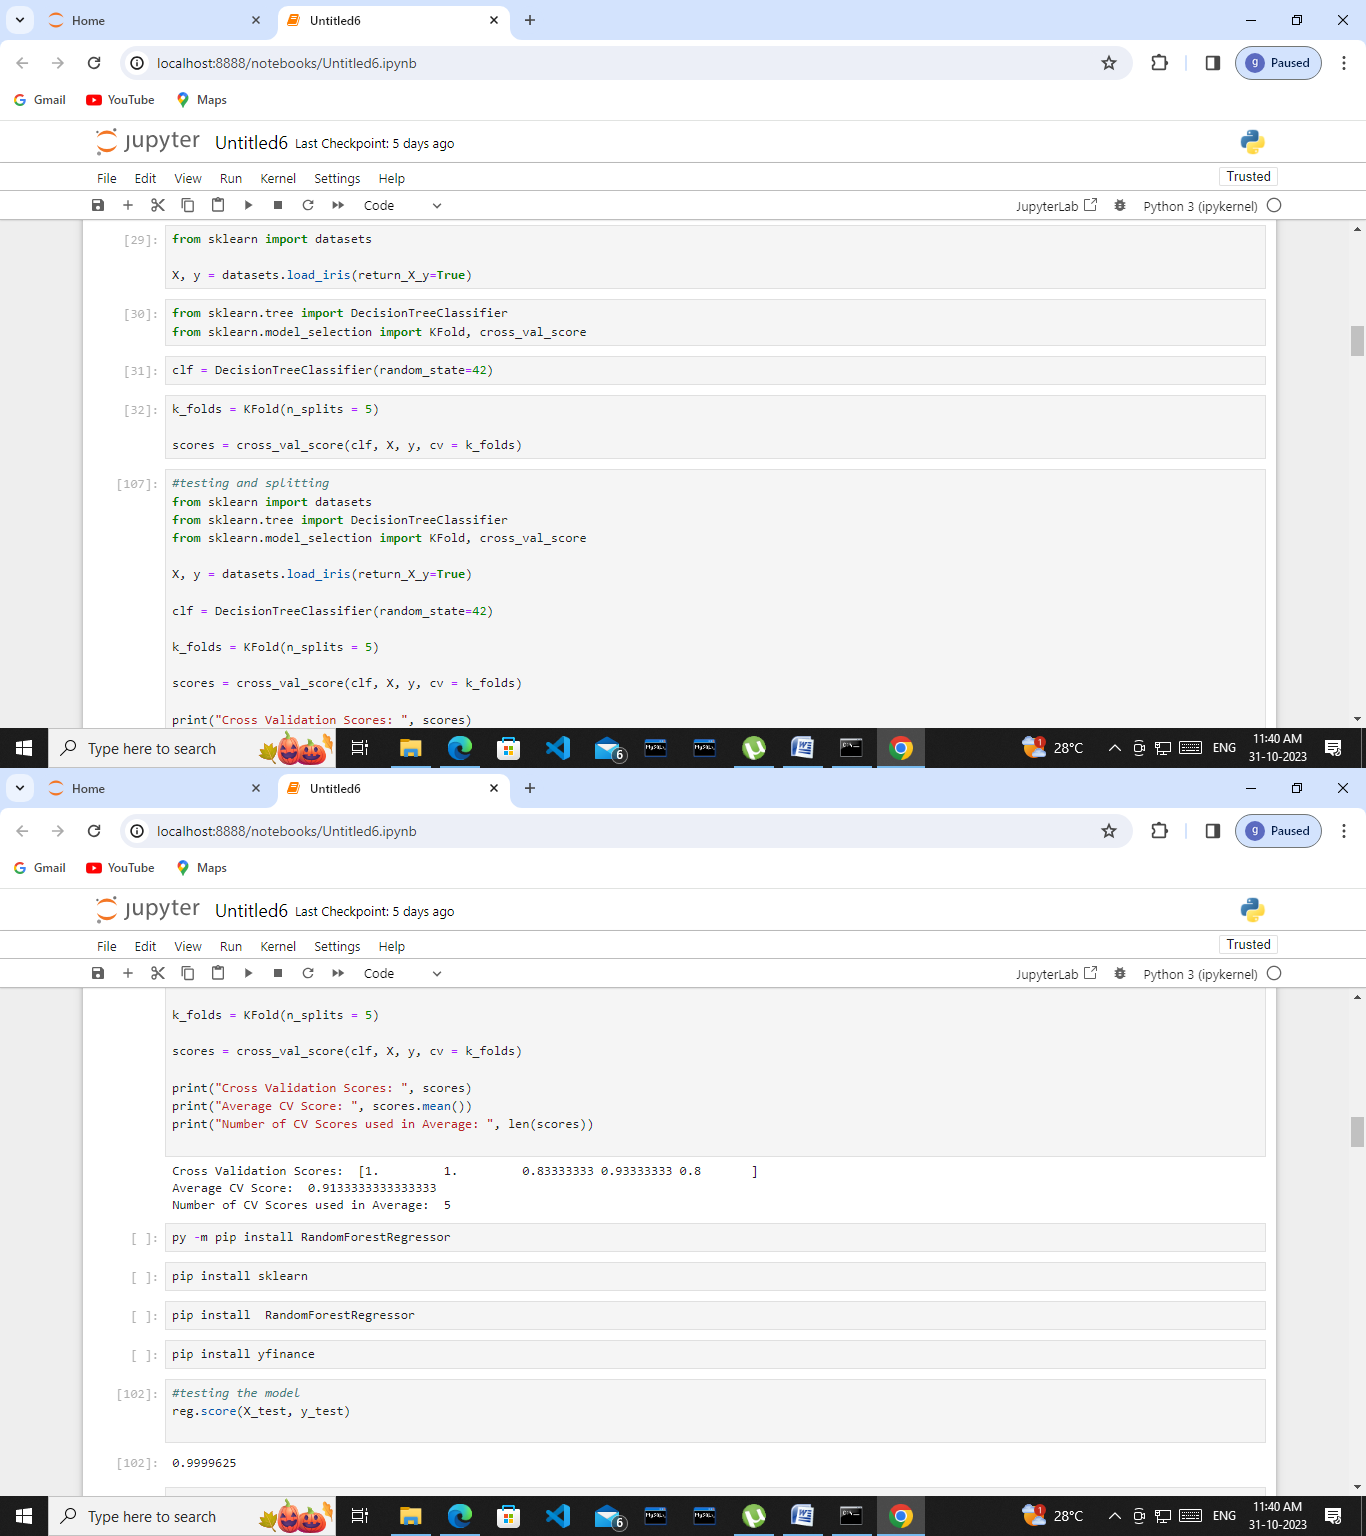 Home
Untitled6
localhost:8888/notebooks/Untitled6.ipynb
g Paused
Gmail YouTube Maps
jupyter Untitled6 Last Checkpoint: 5 days ago
File Edit View Run Kernel Settings Help
Trusted
Code
JupyterLab Python 3 (ipykernel)
[29]: from sklearn import datasets
X, y = datasets.load_iris(return_X_y=True)
[30]: from sklearn.tree import DecisionTreeClassifier
from sklearn.model_selection import KFold, cross_val_score
[31]: clf = DecisionTreeClassifier(random_state=42)
[32]: k_folds = KFold(n_splits = 5)
scores = cross_val_score(clf, X, y, cv = k_folds)
[107]: #testing and splitting
from sklearn import datasets
from sklearn.tree import DecisionTreeClassifier
from sklearn.model_selection import KFold, cross_val_score
X, y = datasets.load_iris(return_X_y=True)
clf = DecisionTreeClassifier(random_state=42)
k_folds = KFold(n_splits = 5)
scores = cross_val_score(clf, X, y, cv = k_folds)
print("Cross Validation Scores: ", scores)
Type here to search
6
MySQL
MySQL
1
28°C
ENG
11:40 AM
31-10-2023
Home
Untitled6
localhost:8888/notebooks/Untitled6.ipynb
g Paused
Gmail YouTube Maps
jupyter Untitled6 Last Checkpoint: 5 days ago
File Edit View Run Kernel Settings Help
Trusted
Code
JupyterLab Python 3 (ipykernel)
k_folds = KFold(n_splits = 5)
scores = cross_val_score(clf, X, y, cv = k_folds)
print("Cross Validation Scores: ", scores)
print("Average CV Score: ", scores.mean())
print("Number of CV Scores used in Average: ", len(scores))
Cross Validation Scores:  [1.         1.         0.83333333 0.93333333 0.8       ]
Average CV Score:  0.9133333333333333
Number of CV Scores used in Average:  5
[ ]: py -m pip install RandomForestRegressor
[ ]: pip install sklearn
[ ]: pip install  RandomForestRegressor
[ ]: pip install yfinance
[102]: #testing the model
reg.score(X_test, y_test)
[102]: 0.9999625
Type here to search
6
MySQL
MySQL
1
28°C
ENG
11:40 AM
31-10-2023